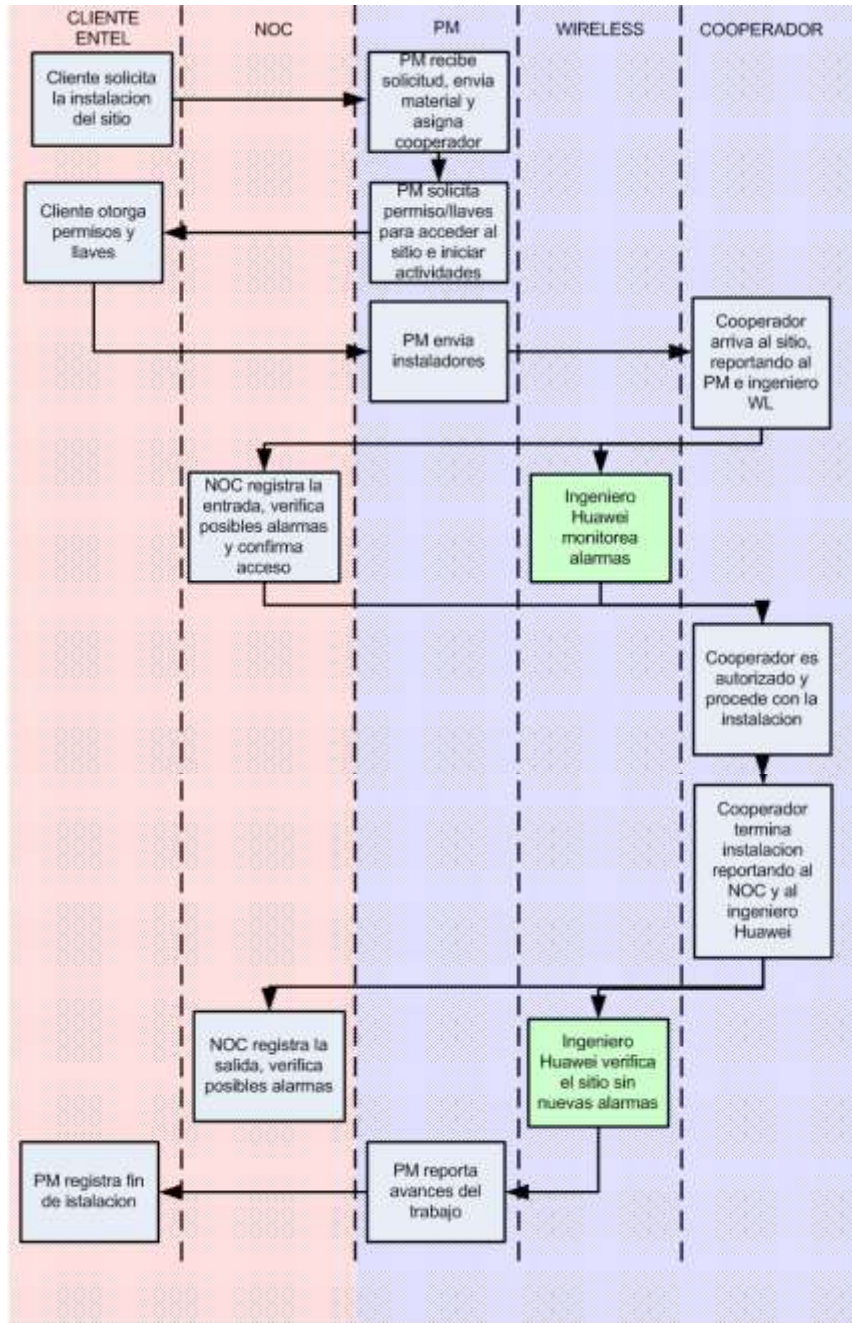 CLIENTE
ENTEL
NOC
PM
WIRELESS
COOPERADOR
Cliente solicita
la instalacion
del sitio
PM recibe
solicitud, envia
material y
asigna
cooperador
Cliente otorga
permisos y
llaves
PM solicita
permiso/llaves
para acceder al
sitio e iniciar
actividades
PM envia
instaladores
Cooperador
arriva al sitio,
reportando al
PM e ingeniero
WL
NOC registra la
entrada, verifica
posibles alarmas
y confirma
acceso
Ingeniero
Huawei
monitorea
alarmas
Cooperador es
autorizado y
procede con la
instalacion
Cooperador
termina
instalacion
reportando al
NOC y al
ingeniero
Huawei
NOC registra la
salida, verifica
posibles alarmas
Ingeniero
Huawei verifica
el sitio sin
nuevas alarmas
PM registra fin
de istalacion
PM reporta
avances del
trabajo